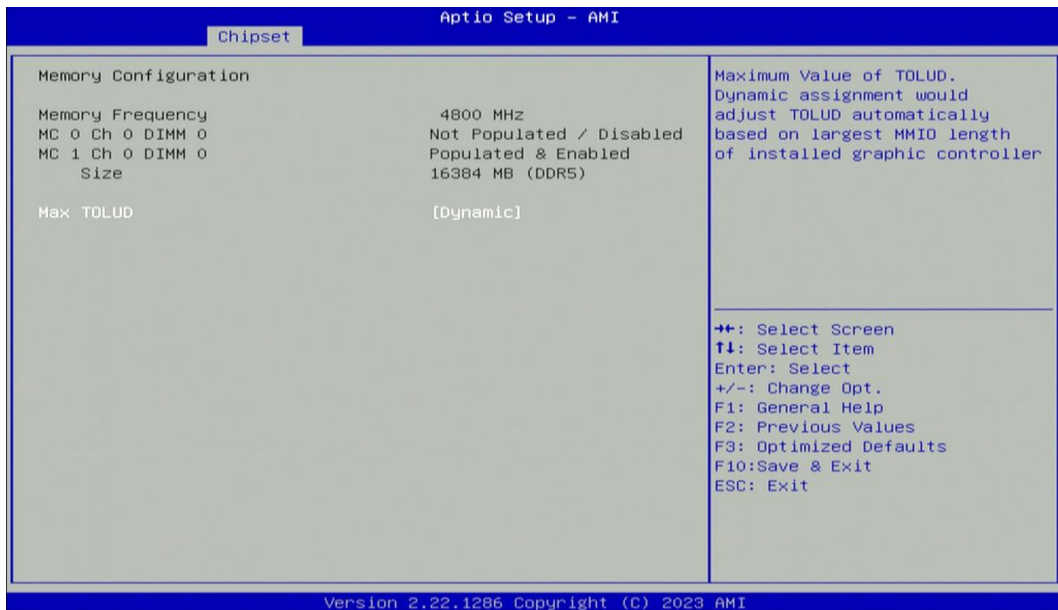 Aptio Setup - AMI
Chipset
Memory Configuration
Memory Frequency 4800 MHz
MC 0 Ch 0 DIMM 0 Not Populated / Disabled
MC 1 Ch 0 DIMM 0 Populated & Enabled
Size 16384 MB (DDR5)
Max TOLUD [Dynamic]
Maximum Value of TOLUD.
Dynamic assignment would
adjust TOLUD automatically
based on largest MMIO length
of installed graphic controller
→←: Select Screen
↑↓: Select Item
Enter: Select
+/-: Change Opt.
F1: General Help
F2: Previous Values
F3: Optimized Defaults
F10:Save & Exit
ESC: Exit
Version 2.22.1286 Copyright (C) 2023 AMI